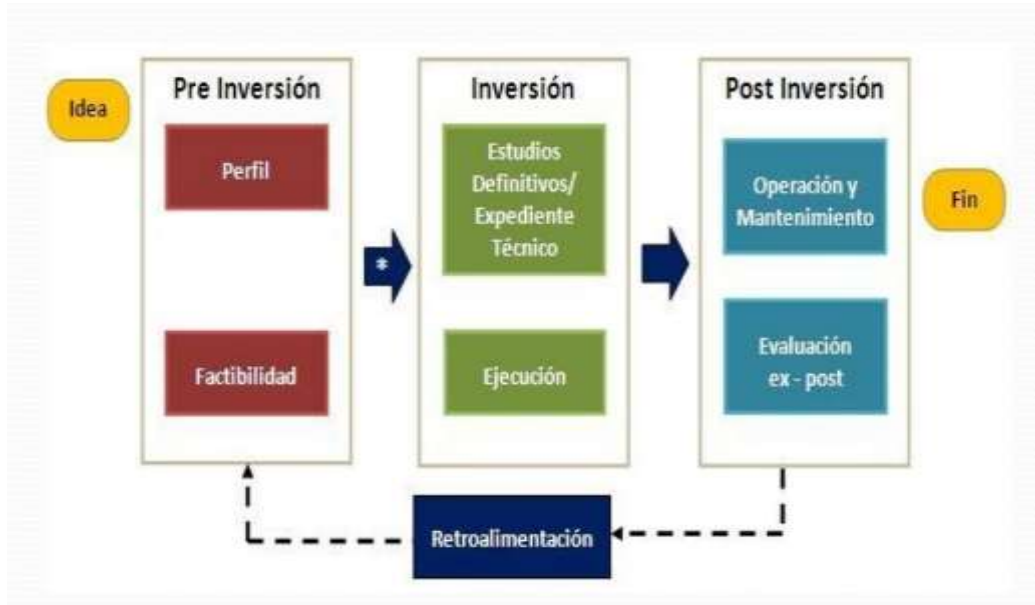 Idea
Pre Inversión
Perfil
Factibilidad
*
Inversión
Estudios
Definitivos/
Expediente
Técnico
Ejecución
Post Inversión
Operación y
Mantenimiento
Evaluación
ex - post
Fin
Retroalimentación